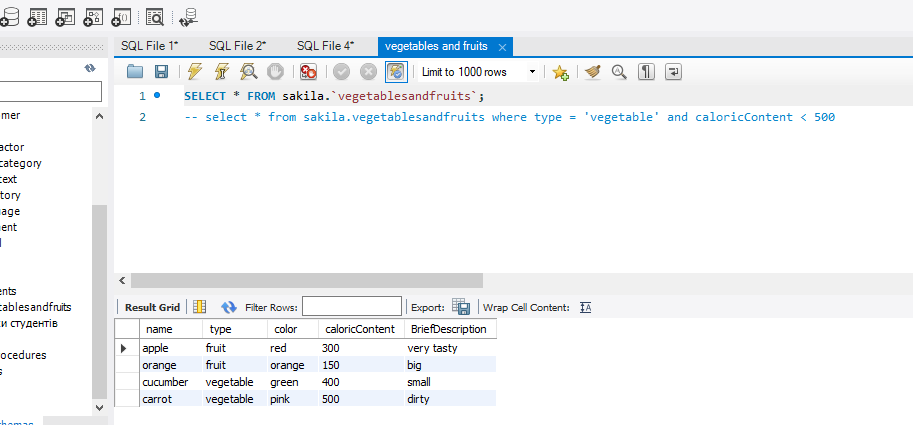 SQL File 1* SQL File 2* SQL File 4* vegetables and fruits
Limit to 1000 rows
1 SELECT * FROM sakila.`vegetablesandfruits`;
2 -- select * from sakila.vegetablesandfruits where type = 'vegetable' and caloricContent < 500
omer
actor
category
text
tory
uage
ent
ents
tablesandfruits
ки студентів
ocedures
s
Result Grid Filter Rows: Export: Wrap Cell Content:
name type color caloricContent BriefDescription
apple fruit red 300 very tasty
orange fruit orange 150 big
cucumber vegetable green 400 small
carrot vegetable pink 500 dirty